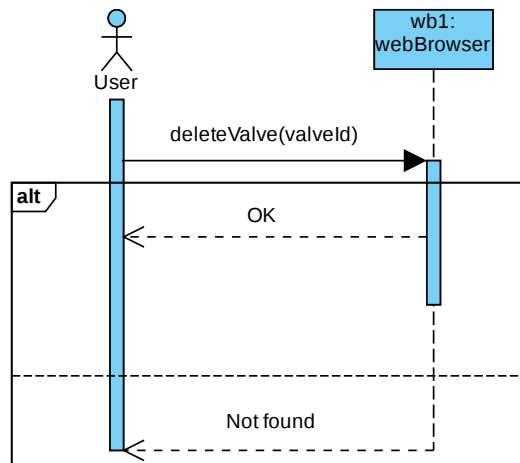 wb1:
webBrowser
User
deleteValve(valveId)
alt
OK
Not found